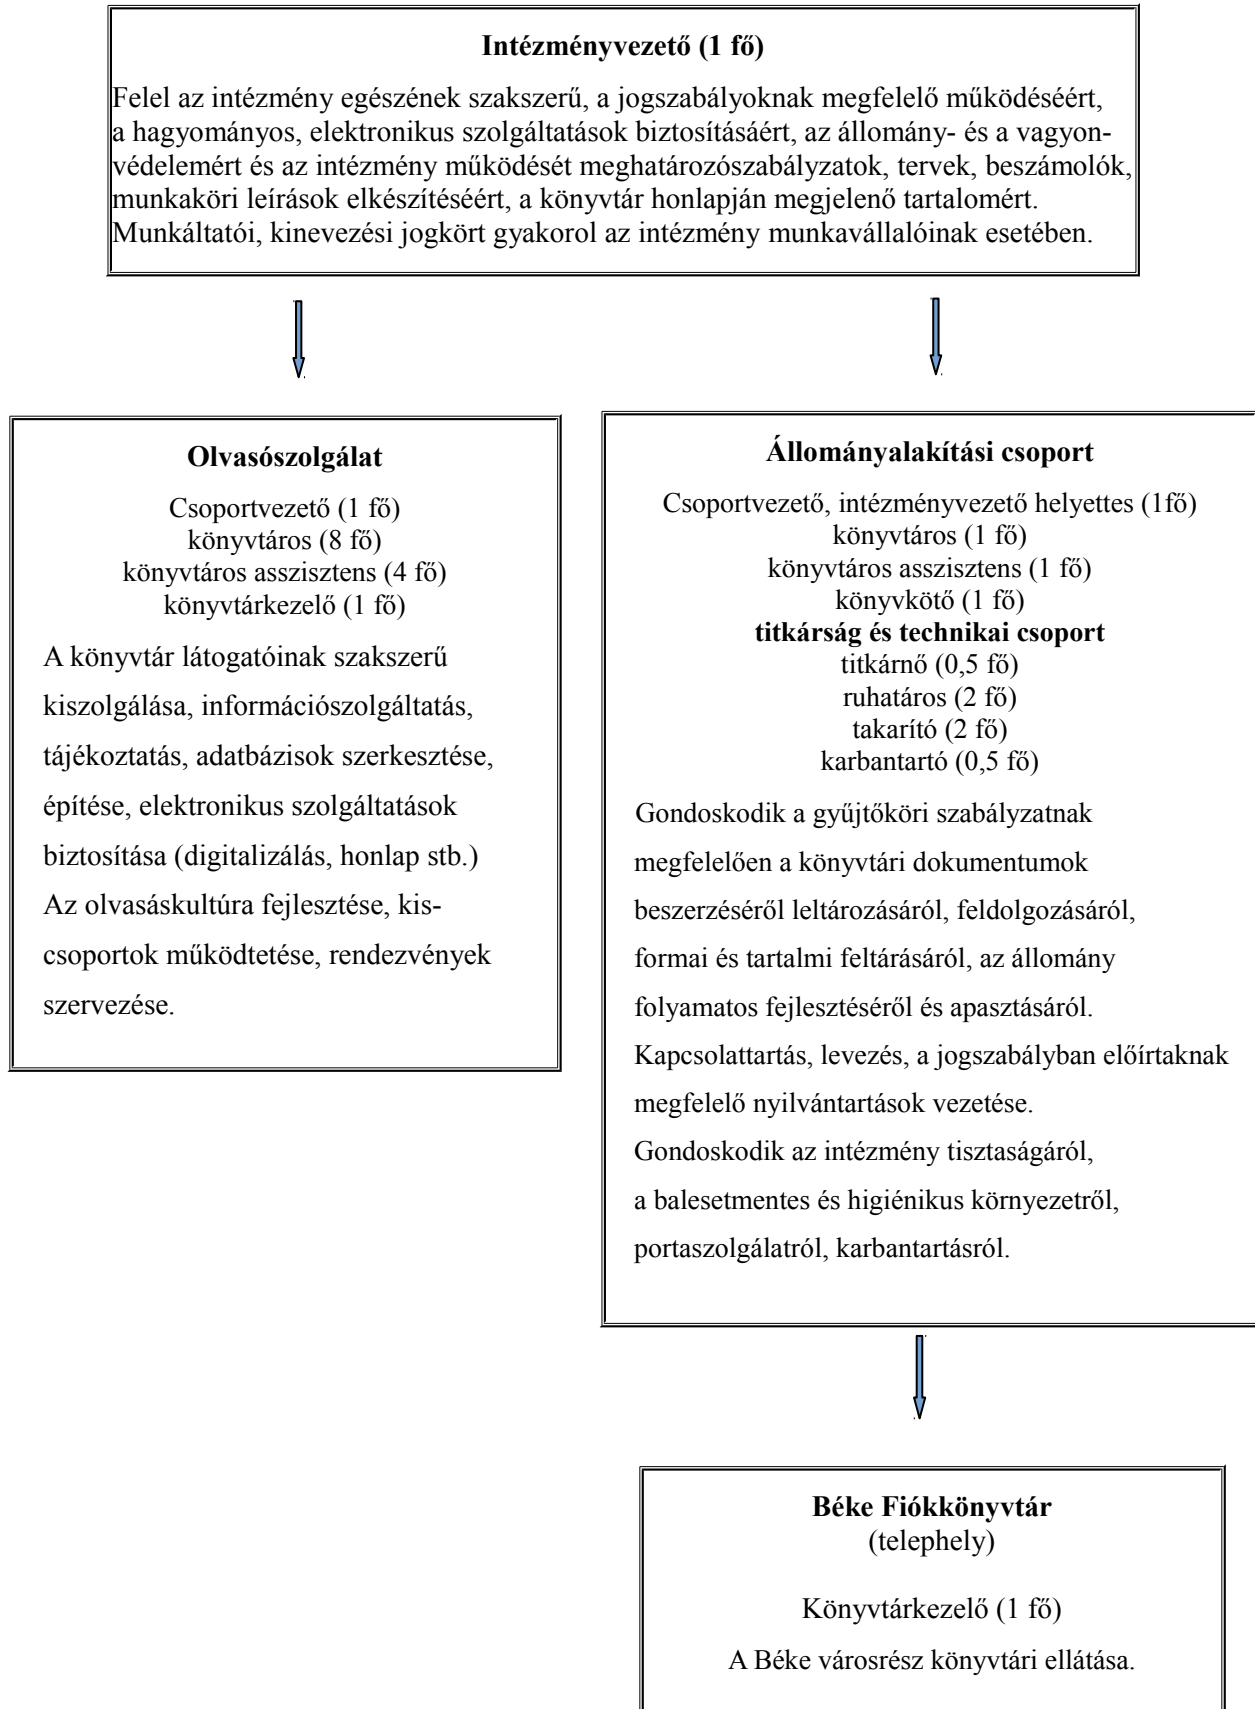 Intézményvezető (1 fő)
Felel az intézmény egészének szakszerű, a jogszabályoknak megfelelő működéséért,
a hagyományos, elektronikus szolgáltatások biztosításáért, az állomány- és a vagyon-
védelemért és az intézmény működését meghatározószabályzatok, tervek, beszámolók,
munkaköri leírások elkészítéséért, a könyvtár honlapján megjelenő tartalomért.
Munkáltatói, kinevezési jogkört gyakorol az intézmény munkavállalóinak esetében.
Olvasószolgálat
Csoportvezető (1 fő)
könyvtáros (8 fő)
könyvtáros asszisztens (4 fő)
könyvtárkezelő (1 fő)
A könyvtár látogatóinak szakszerű
kiszolgálása, információszolgáltatás,
tájékoztatás, adatbázisok szerkesztése,
építése, elektronikus szolgáltatások
biztosítása (digitalizálás, honlap stb.)
Az olvasáskultúra fejlesztése, kis-
csoportok működtetése, rendezvények
szervezése.
Állományalakítási csoport
Csoportvezető, intézményvezető helyettes (1fő)
könyvtáros (1 fő)
könyvtáros asszisztens (1 fő)
könyvkötő (1 fő)
titkárság és technikai csoport
titkárnő (0,5 fő)
ruhatáros (2 fő)
takarító (2 fő)
karbantartó (0,5 fő)
Gondoskodik a gyűjtőköri szabályzatnak
megfelelően a könyvtári dokumentumok
beszerzéséről leltározásáról, feldolgozásáról,
formai és tartalmi feltárásáról, az állomány
folyamatos fejlesztéséről és apasztásáról.
Kapcsolattartás, levezés, a jogszabályban előírtaknak
megfelelő nyilvántartások vezetése.
Gondoskodik az intézmény tisztaságáról,
a balesetmentes és higiénikus környezetről,
portaszolgálatról, karbantartásról.
Béke Fiókkönyvtár
(telephely)
Könyvtárkezelő (1 fő)
A Béke városrész könyvtári ellátása.